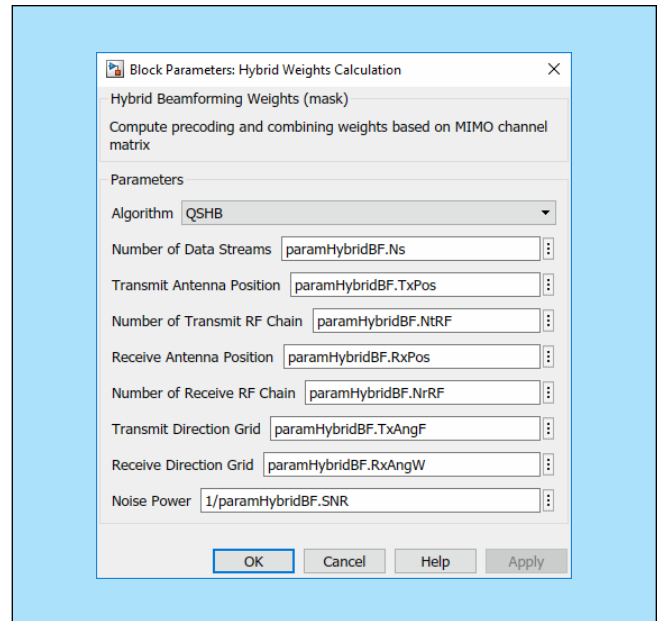 Block Parameters: Hybrid Weights Calculation
Hybrid Beamforming Weights (mask)
Compute precoding and combining weights based on MIMO channel
matrix
Parameters
Algorithm QSHB
Number of Data Streams paramHybridBF.Ns
Transmit Antenna Position paramHybridBF.TxPos
Number of Transmit RF Chain paramHybridBF.NtRF
Receive Antenna Position paramHybridBF.RxPos
Number of Receive RF Chain paramHybridBF.NrRF
Transmit Direction Grid paramHybridBF.TxAngF
Receive Direction Grid paramHybridBF.RxAngW
Noise Power 1/paramHybridBF.SNR
OK Cancel Help Apply